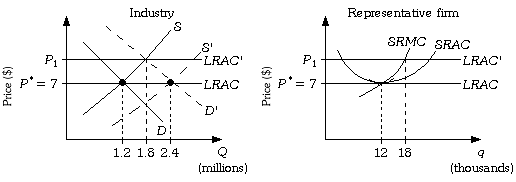 Industry
Price ($)
P1
P* = 7
S
S'
LRAC'
LRAC
D'
D
1.2 1.8 2.4 Q
(millions)
Representative firm
Price ($)
P1
P* = 7
SRMC SRAC
LRAC'
LRAC
12 18 q
(thousands)